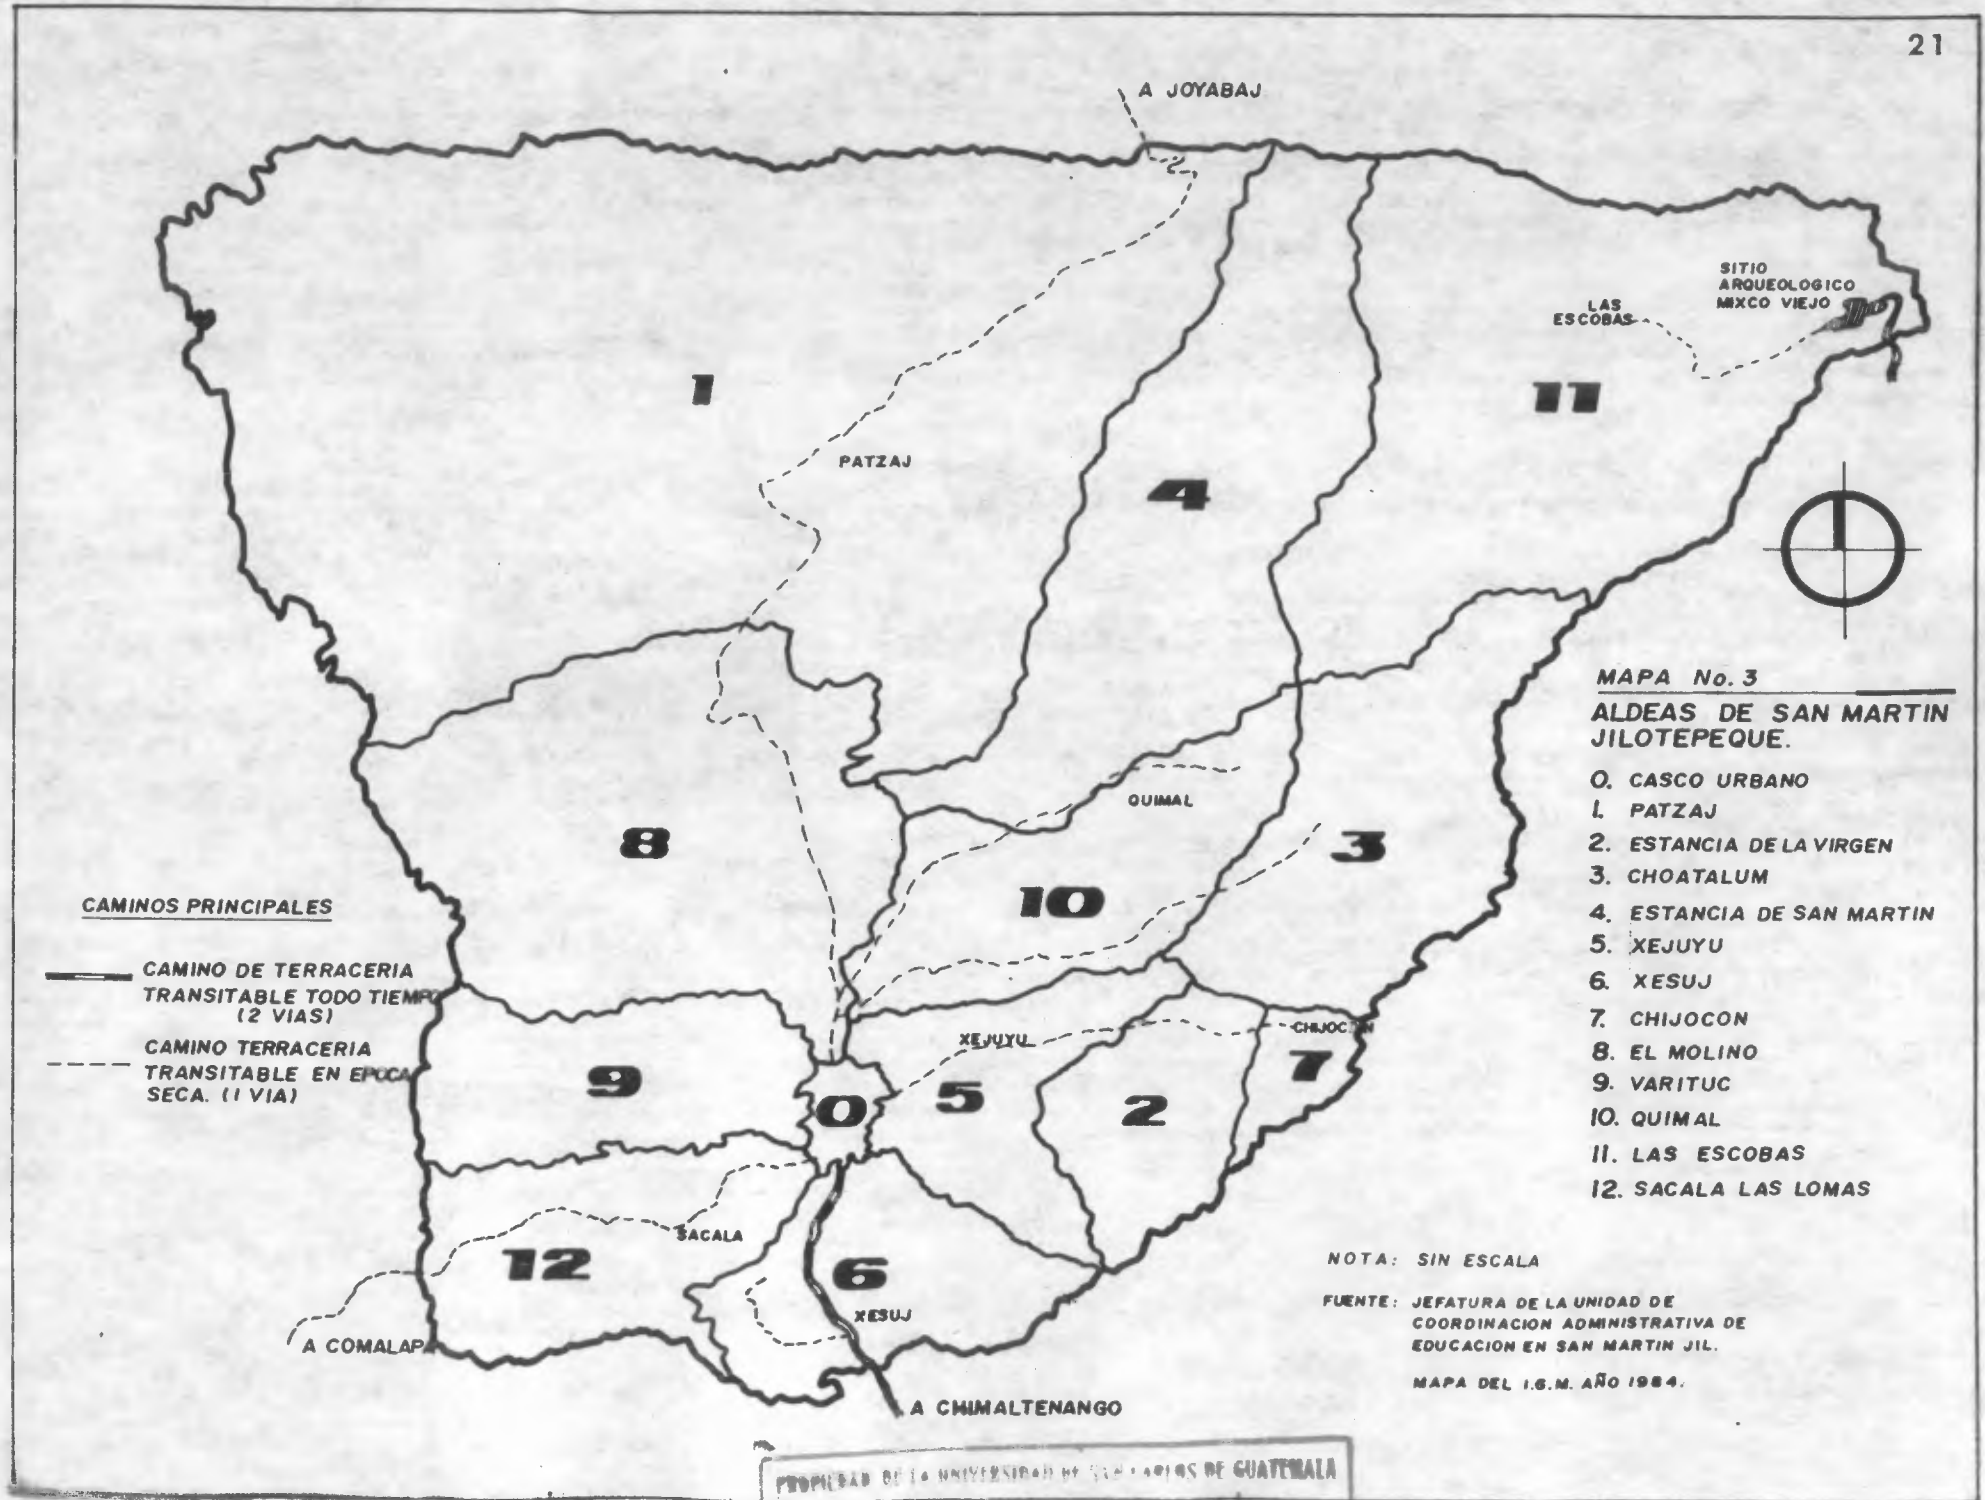 21
A JOYABAJ
SITIO
ARQUEOLOGICO
MIXCO VIEJO
LAS
ESCOBAS
1
11
PATZAJ
4
MAPA No. 3
ALDEAS DE SAN MARTIN
JILOTEPEQUE.
0. CASCO URBANO
1. PATZAJ
2. ESTANCIA DE LA VIRGEN
3. CHOATALUM
4. ESTANCIA DE SAN MARTIN
5. XEJUYU
6. XESUJ
7. CHIJOCON
8. EL MOLINO
9. VARITUC
10. QUIMAL
11. LAS ESCOBAS
12. SACALA LAS LOMAS
QUIMAL
8
3
10
CAMINOS PRINCIPALES
CAMINO DE TERRACERIA
TRANSITABLE TODO TIEMPO
(2 VIAS)
CAMINO TERRACERIA
TRANSITABLE EN EPOCA
SECA. (1 VIA)
XEJUYU
CHIJOCON
9
0
5
2
7
SACALA
12
6
XESUJ
A COMALAPA
A CHIMALTENANGO
NOTA: SIN ESCALA
FUENTE: JEFATURA DE LA UNIDAD DE
COORDINACION ADMINISTRATIVA DE
EDUCACION EN SAN MARTIN JIL.
MAPA DEL I.G.M. AÑO 1984.
PROPIEDAD DE LA UNIVERSIDAD DE SAN CARLOS DE GUATEMALA